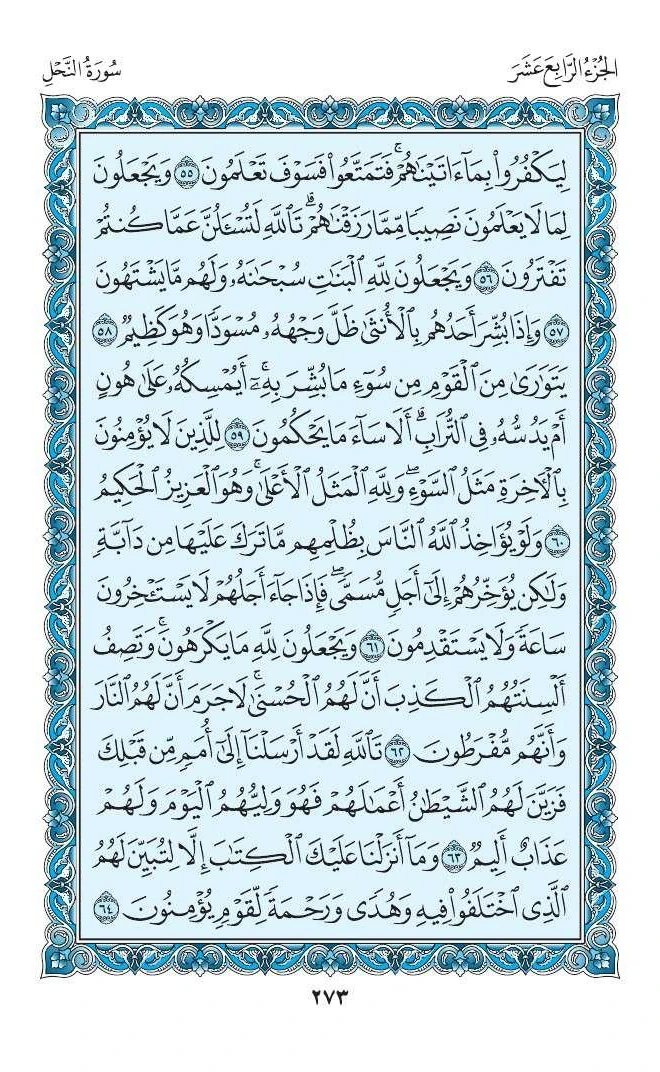 الجُزْءُ الرَّابِعَ عَشَرَ
سُورَةُ النَّحْلِ
لِيَكْفُرُوا۟ بِمَآ ءَاتَيْنَٰهُمْ ۚ فَتَمَتَّعُوا۟ فَسَوْفَ تَعْلَمُونَ ٥٥ وَيَجْعَلُونَ
لِمَا لَا يَعْلَمُونَ نَصِيبًا مِّمَّا رَزَقْنَٰهُمْ ۗ تَٱللَّهِ لَتُسْـَٔلُنَّ عَمَّا كُنتُمْ
تَفْتَرُونَ ٥٦ وَيَجْعَلُونَ لِلَّهِ ٱلْبَنَٰتِ سُبْحَٰنَهُۥ وَلَهُم مَّا يَشْتَهُونَ
٥٧ وَإِذَا بُشِّرَ أَحَدُهُم بِٱلْأُنثَىٰ ظَلَّ وَجْهُهُۥ مُسْوَدًّا وَهُوَ كَظِيمٌ ٥٨
يَتَوَٰرَىٰ مِنَ ٱلْقَوْمِ مِن سُوٓءِ مَا بُشِّرَ بِهِۦٓ ۚ أَيُمْسِكُهُۥ عَلَىٰ هُونٍ
أَمْ يَدُسُّهُۥ فِى ٱلتُّرَابِ ۗ أَلَا سَآءَ مَا يَحْكُمُونَ ٥٩ لِلَّذِينَ لَا يُؤْمِنُونَ
بِٱلْـَٔاخِرَةِ مَثَلُ ٱلسَّوْءِ ۖ وَلِلَّهِ ٱلْمَثَلُ ٱلْأَعْلَىٰ ۚ وَهُوَ ٱلْعَزِيزُ ٱلْحَكِيمُ
٦٠ وَلَوْ يُؤَاخِذُ ٱللَّهُ ٱلنَّاسَ بِظُلْمِهِم مَّا تَرَكَ عَلَيْهَا مِن دَآبَّةٍ
وَلَٰكِن يُؤَخِّرُهُمْ إِلَىٰٓ أَجَلٍ مُّسَمًّى ۖ فَإِذَا جَآءَ أَجَلُهُمْ لَا يَسْتَـْٔخِرُونَ
سَاعَةً وَلَا يَسْتَقْدِمُونَ ٦١ وَيَجْعَلُونَ لِلَّهِ مَا يَكْرَهُونَ ۚ وَتَصِفُ
أَلْسِنَتُهُمُ ٱلْكَذِبَ أَنَّ لَهُمُ ٱلْحُسْنَىٰ ۚ لَا جَرَمَ أَنَّ لَهُمُ ٱلنَّارَ
وَأَنَّهُم مُّفْرَطُونَ ٦٢ تَٱللَّهِ لَقَدْ أَرْسَلْنَآ إِلَىٰٓ أُمَمٍ مِّن قَبْلِكَ
فَزَيَّنَ لَهُمُ ٱلشَّيْطَٰنُ أَعْمَٰلَهُمْ فَهُوَ وَلِيُّهُمُ ٱلْيَوْمَ وَلَهُمْ
عَذَابٌ أَلِيمٌ ٦٣ وَمَآ أَنزَلْنَا عَلَيْكَ ٱلْكِتَٰبَ إِلَّا لِتُبَيِّنَ لَهُمُ
ٱلَّذِى ٱخْتَلَفُوا۟ فِيهِ وَهُدًى وَرَحْمَةً لِّقَوْمٍ يُؤْمِنُونَ ٦٤
٢٧٣